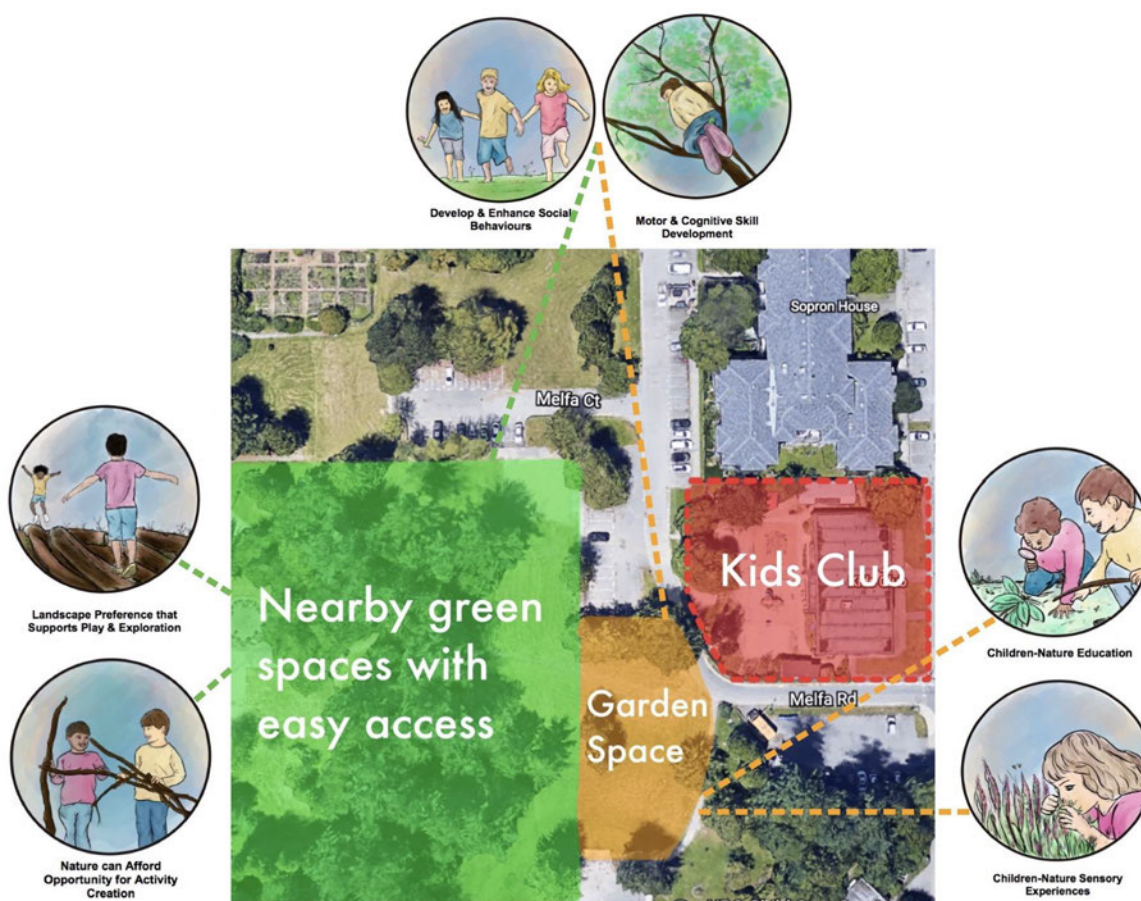 Develop & Enhance Social
Behaviours
Motor & Cognitive Skill
Development
Sopron House
Melfa Ct
Landscape Preference that
Supports Play & Exploration
Nearby green
spaces with
easy access
Kids Club
Children-Nature Education
Melfa Rd
Garden
Space
Nature can Afford
Opportunity for Activity
Creation
Children-Nature Sensory
Experiences